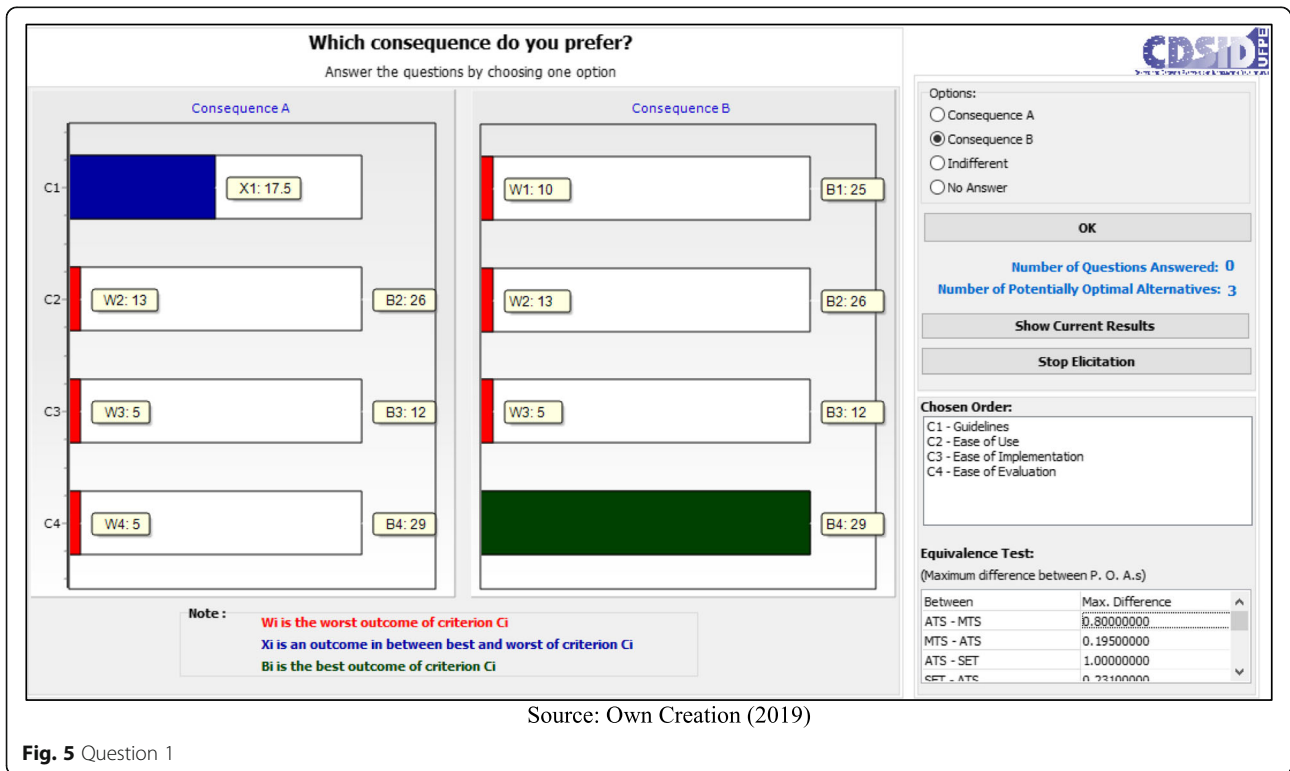 Which consequence do you prefer?
Answer the questions by choosing one option
Consequence A
C1
X1: 17.5
C2
W2: 13
B2: 26
C3
W3: 5
B3: 12
C4
W4: 5
B4: 29
Consequence B
W1: 10
B1: 25
W2: 13
B2: 26
W3: 5
B3: 12
B4: 29
Note :
Wi is the worst outcome of criterion Ci
Xi is an outcome in between best and worst of criterion Ci
Bi is the best outcome of criterion Ci
CDSID
UFPE
Options:
Consequence A
Consequence B
Indifferent
No Answer
OK
Number of Questions Answered: 0
Number of Potentially Optimal Alternatives: 3
Show Current Results
Stop Elicitation
Chosen Order:
C1 - Guidelines
C2 - Ease of Use
C3 - Ease of Implementation
C4 - Ease of Evaluation
Equivalence Test:
(Maximum difference between P. O. A.s)
Between Max. Difference
ATS - MTS 0.80000000
MTS - ATS 0.19500000
ATS - SET 1.00000000
SET - ATS 0.23100000
Source: Own Creation (2019)
Fig. 5 Question 1